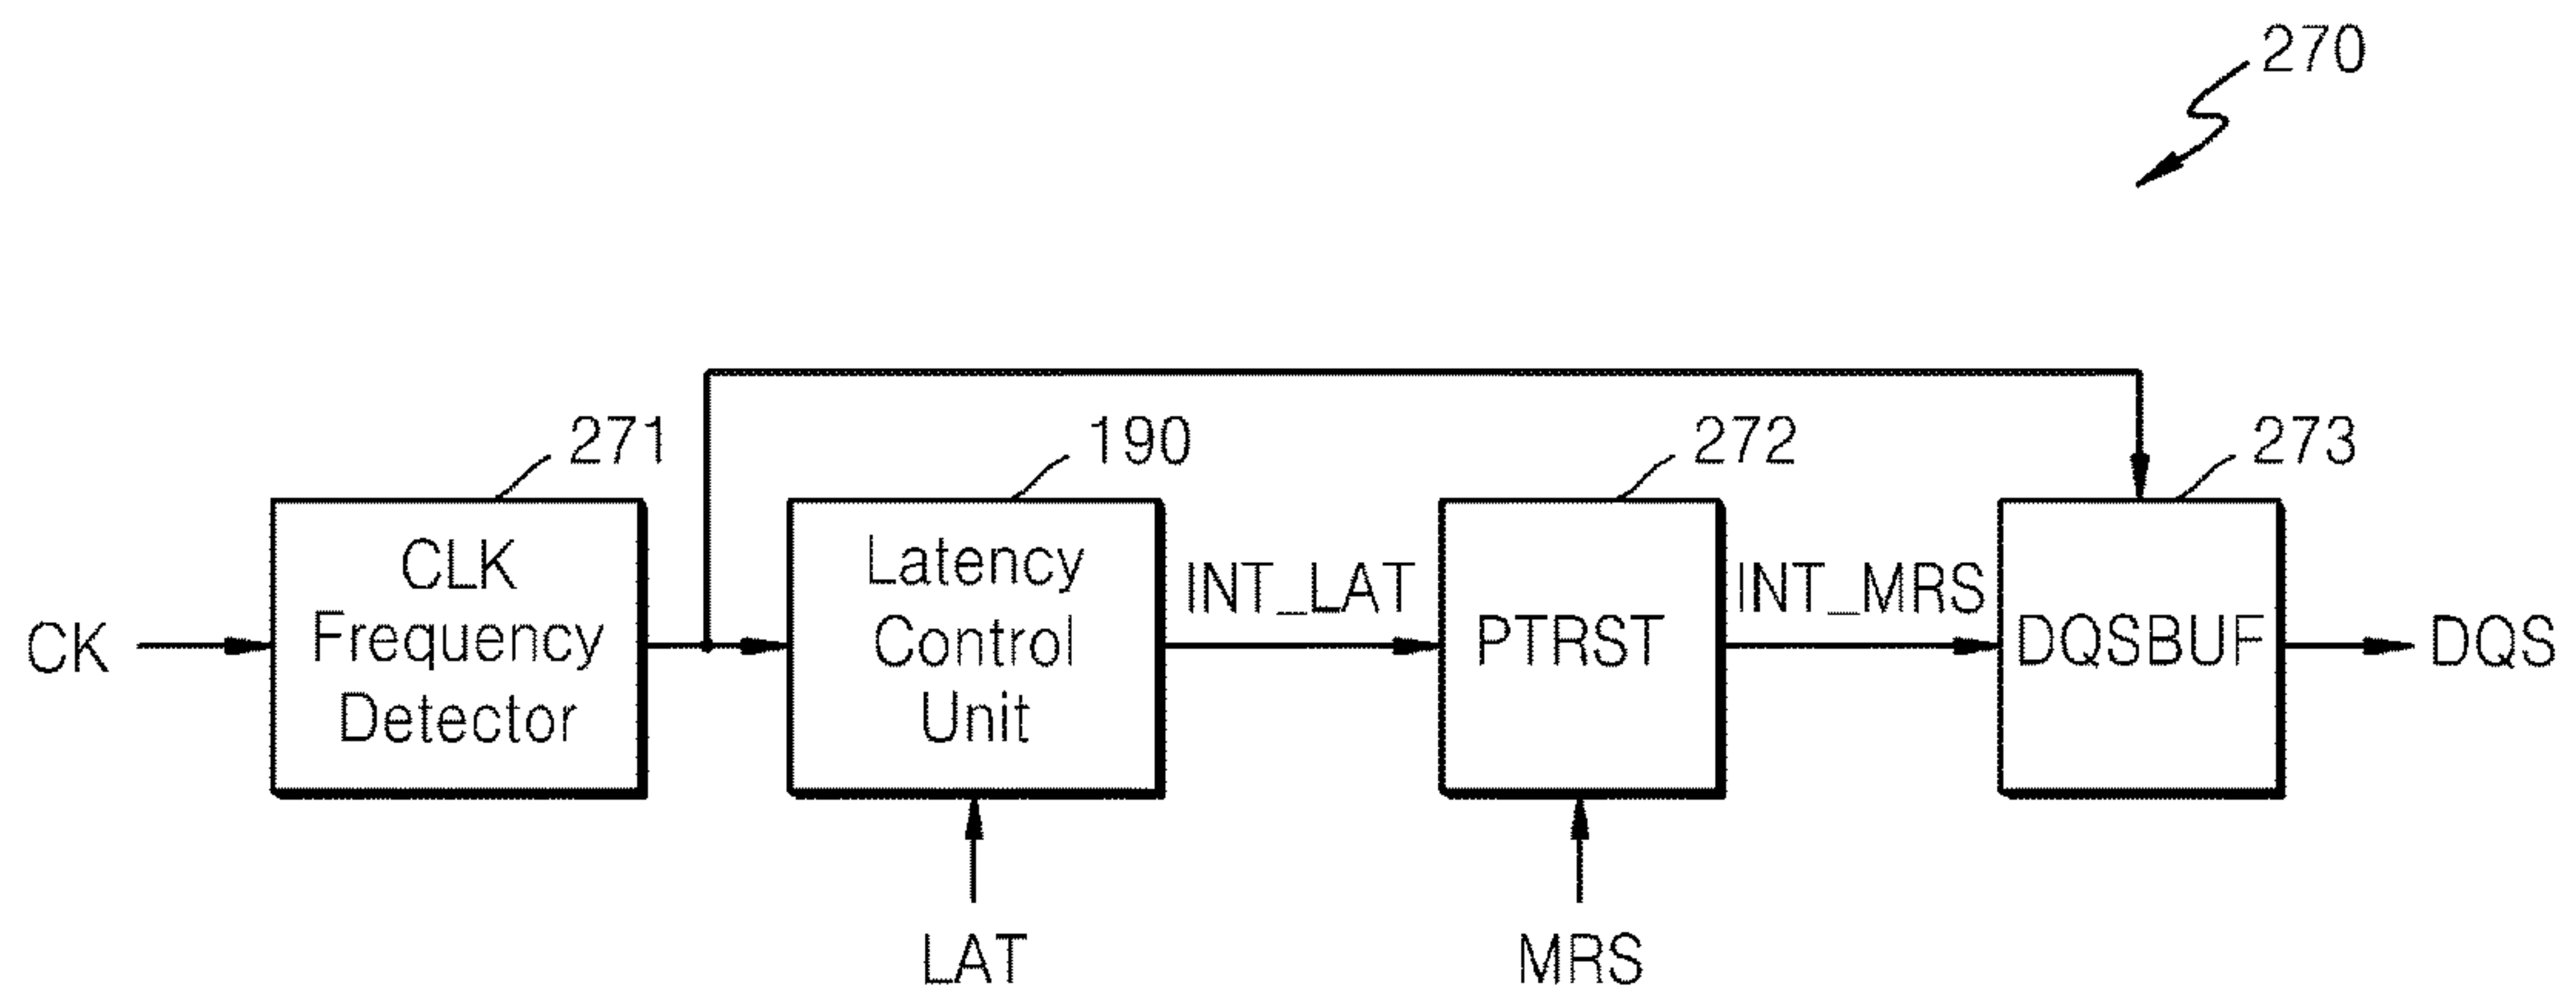 270
271
190
272
273
CLK
Frequency
Detector
Latency
Control
Unit
INT_LAT
PTRST
INT_MRS
DQSBUF
CK
DQS
LAT
MRS